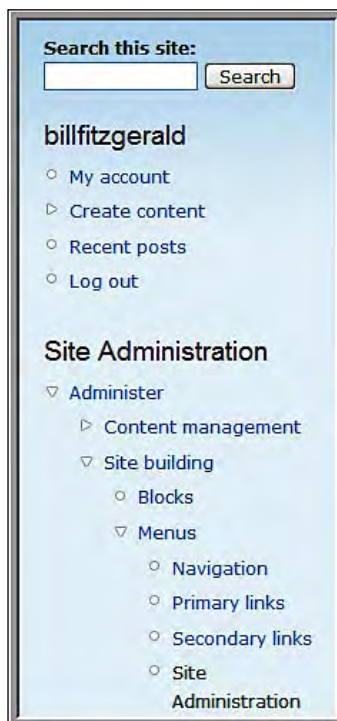 Search this site:
Search
billfitzgerald
My account
Create content
Recent posts
Log out
Site Administration
Administer
Content management
Site building
Blocks
Menus
Navigation
Primary links
Secondary links
Site
Administration